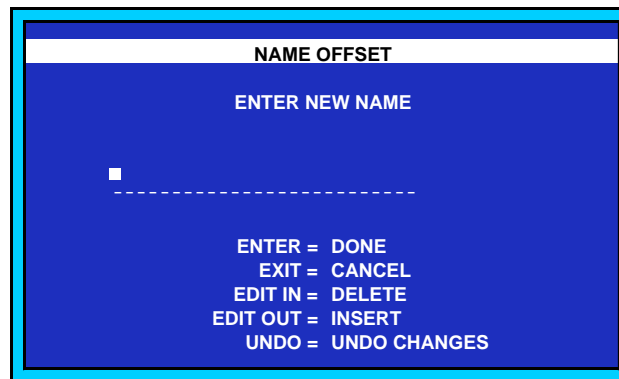 NAME OFFSET
ENTER NEW NAME
ENTER = DONE
EXIT = CANCEL
EDIT IN = DELETE
EDIT OUT = INSERT
UNDO = UNDO CHANGES